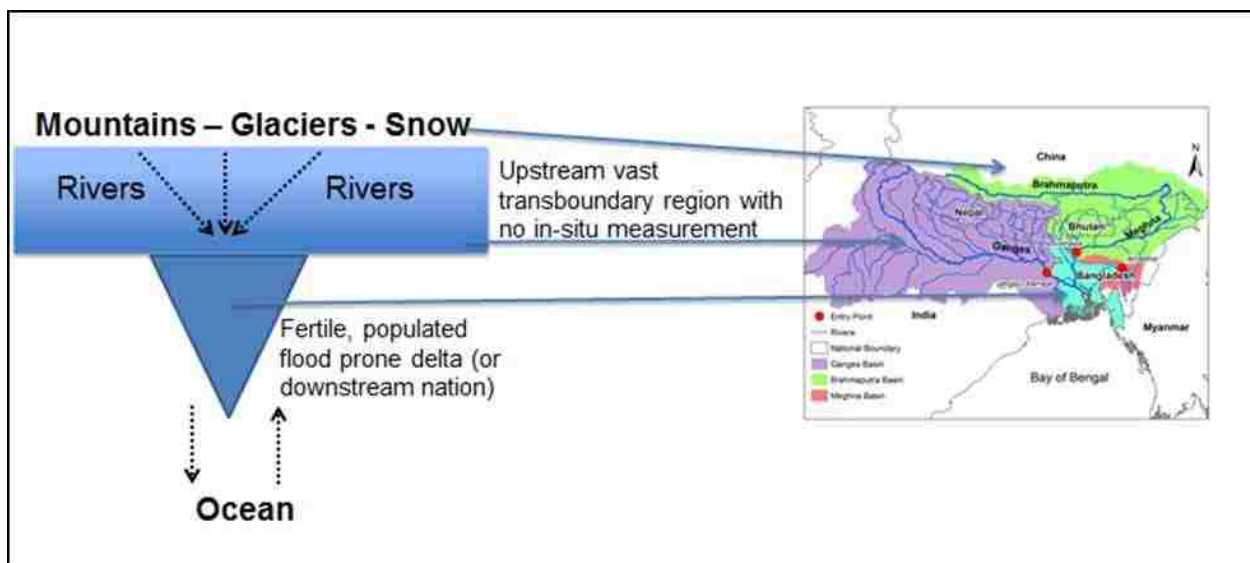 Mountains – Glaciers - Snow
Rivers
Rivers
Upstream vast
transboundary region with
no in-situ measurement
Fertile, populated
flood prone delta (or
downstream nation)
Ocean
N
China
Brahmaputra
Nepal
Bhutan
Meghna
Ganges
Bangladesh
India
Myanmar
Bay of Bengal
Entry Point
Rivers
National Boundary
Ganges Basin
Brahmaputra Basin
Meghna Basin